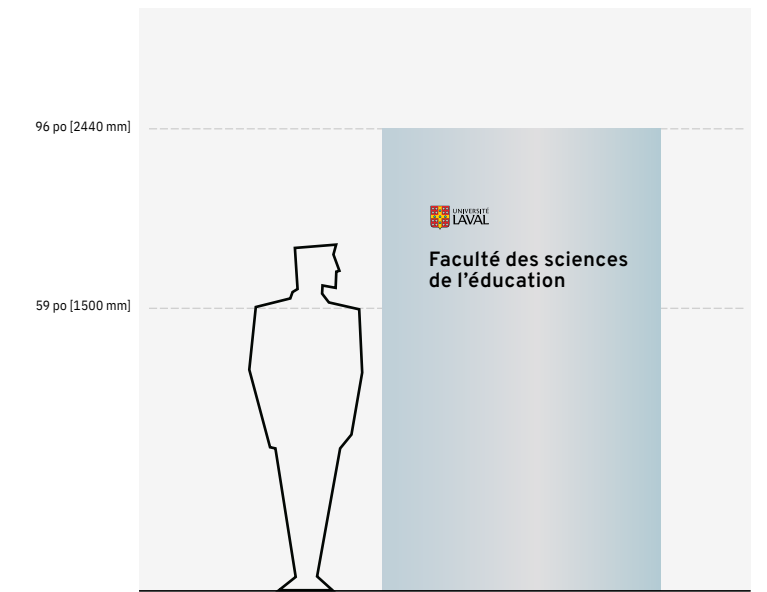 96 po [2440 mm]
UNIVERSITÉ
LAVAL
Faculté des sciences
de l’éducation
59 po [1500 mm]